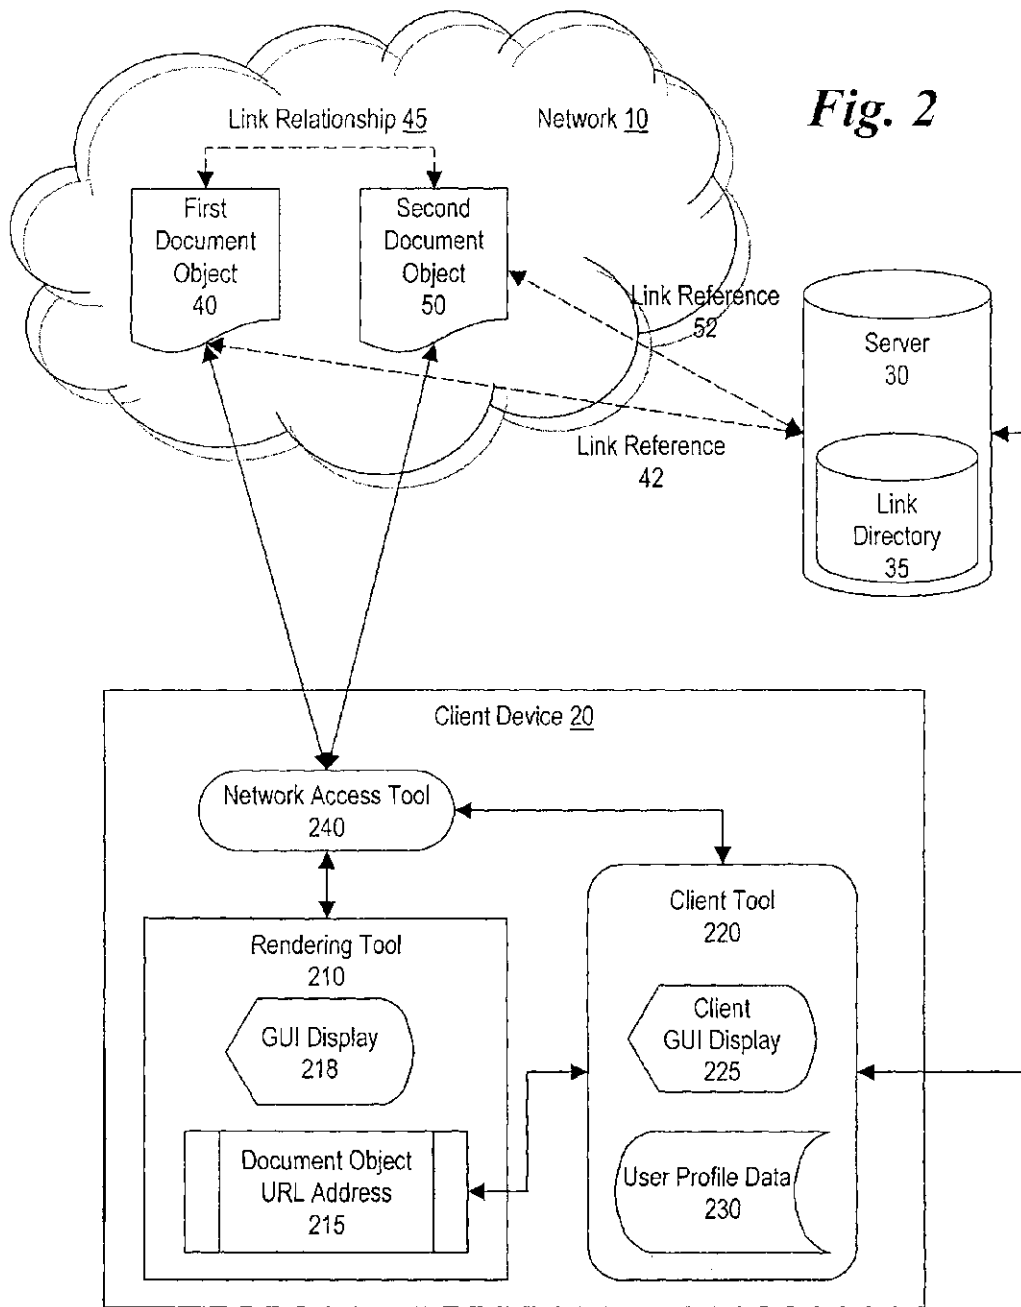 Fig. 2
Link Relationship 45
Network 10
First
Document
Object
40
Second
Document
Object
50
Link Reference
52
Server
30
Link Reference
42
Link
Directory
35
Client Device 20
Network Access Tool
240
Client Tool
220
Rendering Tool
210
GUI Display
218
Client
GUI Display
225
Document Object
URL Address
215
User Profile Data
230